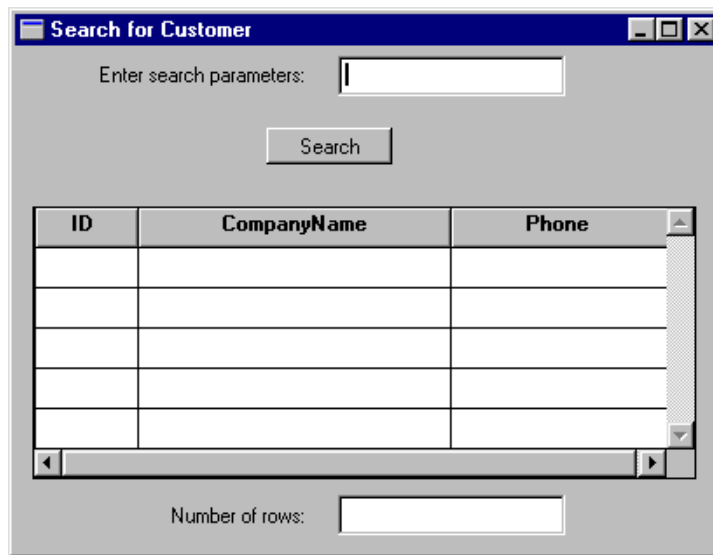 Search for Customer
Enter search parameters:
Search
ID CompanyName Phone
Number of rows: